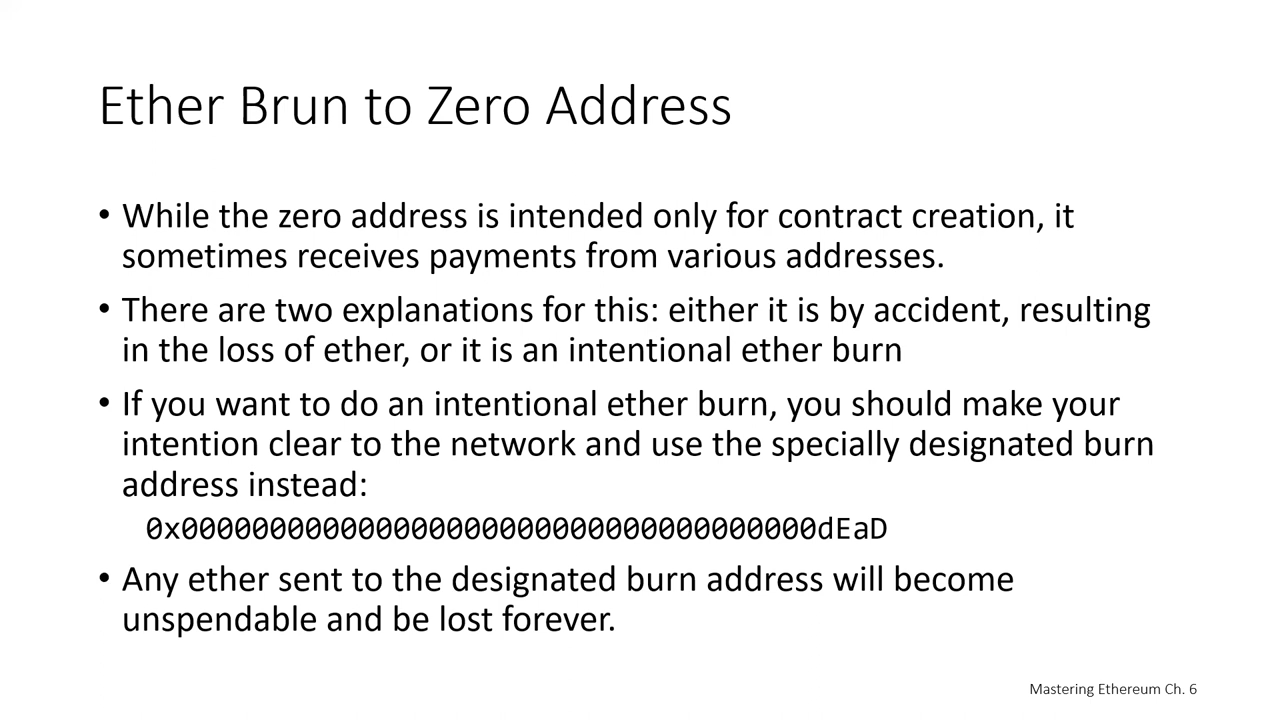 Ether Brun to Zero Address
• While the zero address is intended only for contract creation, it
sometimes receives payments from various addresses.
• There are two explanations for this: either it is by accident, resulting
in the loss of ether, or it is an intentional ether burn
• If you want to do an intentional ether burn, you should make your
intention clear to the network and use the specially designated burn
address instead:
0x000000000000000000000000000000000000dEaD
• Any ether sent to the designated burn address will become
unspendable and be lost forever.
Mastering Ethereum Ch. 6